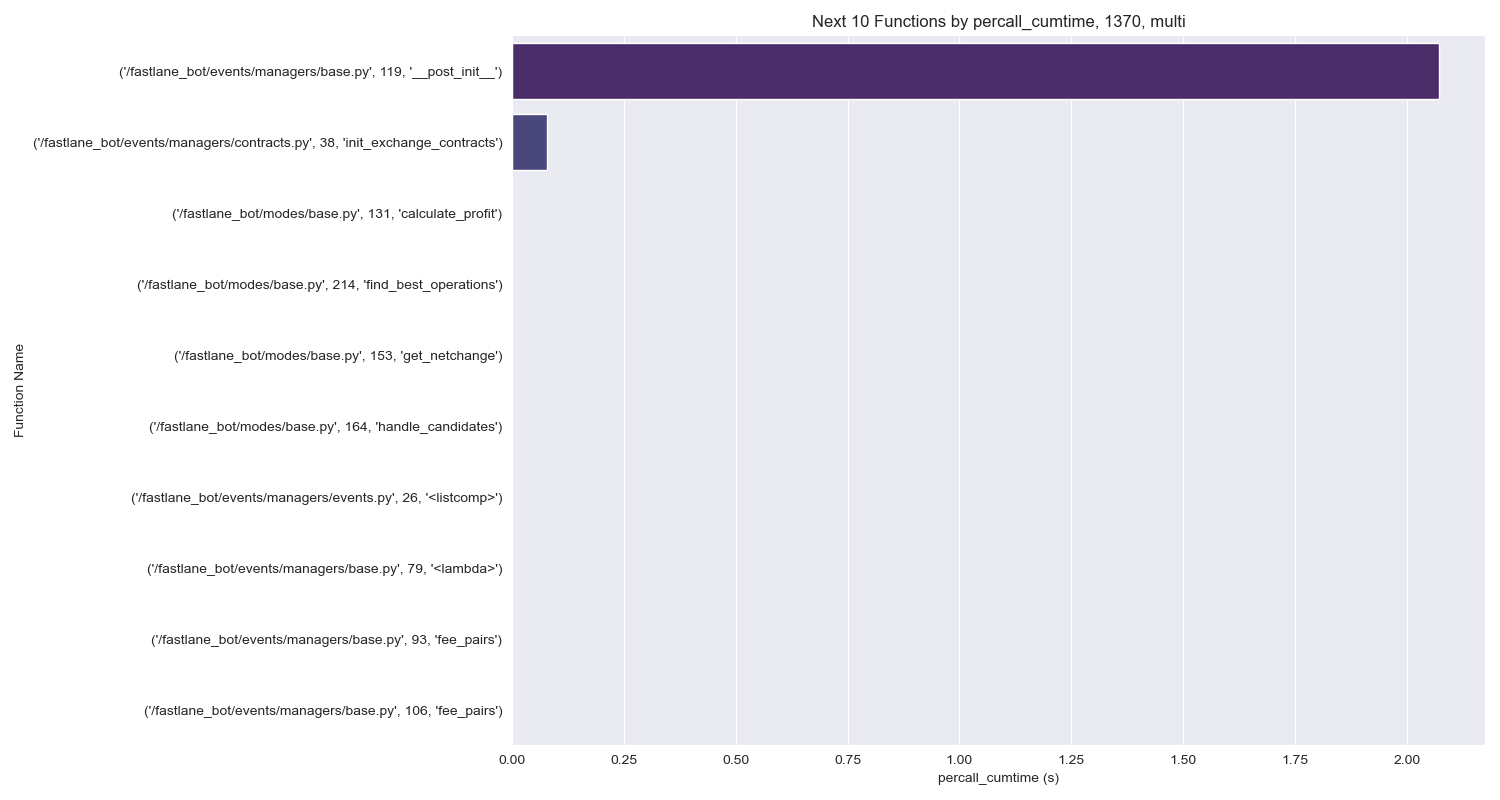 Next 10 Functions by percall_cumtime, 1370, multi
Function Name
('/fastlane_bot/events/managers/base.py', 119, '__post_init__')
('/fastlane_bot/events/managers/contracts.py', 38, 'init_exchange_contracts')
('/fastlane_bot/modes/base.py', 131, 'calculate_profit')
('/fastlane_bot/modes/base.py', 214, 'find_best_operations')
('/fastlane_bot/modes/base.py', 153, 'get_netchange')
('/fastlane_bot/modes/base.py', 164, 'handle_candidates')
('/fastlane_bot/events/managers/events.py', 26, '<listcomp>')
('/fastlane_bot/events/managers/base.py', 79, '<lambda>')
('/fastlane_bot/events/managers/base.py', 93, 'fee_pairs')
('/fastlane_bot/events/managers/base.py', 106, 'fee_pairs')
0.00 0.25 0.50 0.75 1.00 1.25 1.50 1.75 2.00
percall_cumtime (s)